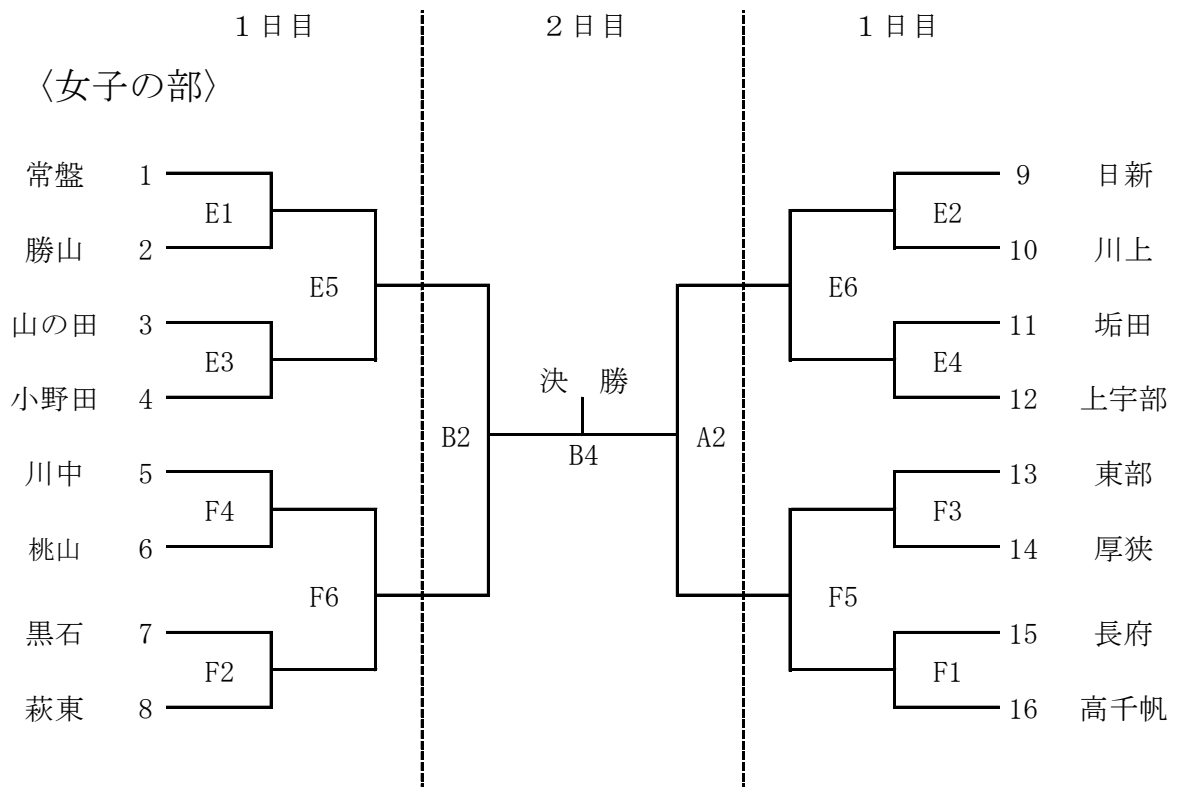 １日目 ２日目 １日目
〈女子の部〉
常盤 1 9 日新
E1 E2
勝山 2 10 川上
E5 E6
山の田 3 11 垢田
E3 E4
小野田 4 12 上宇部
決 勝
B2 B4 A2
川中 5 13 東部
F4 F3
桃山 6 14 厚狭
F6 F5
黒石 7 15 長府
F2 F1
萩東 8 16 高千帆